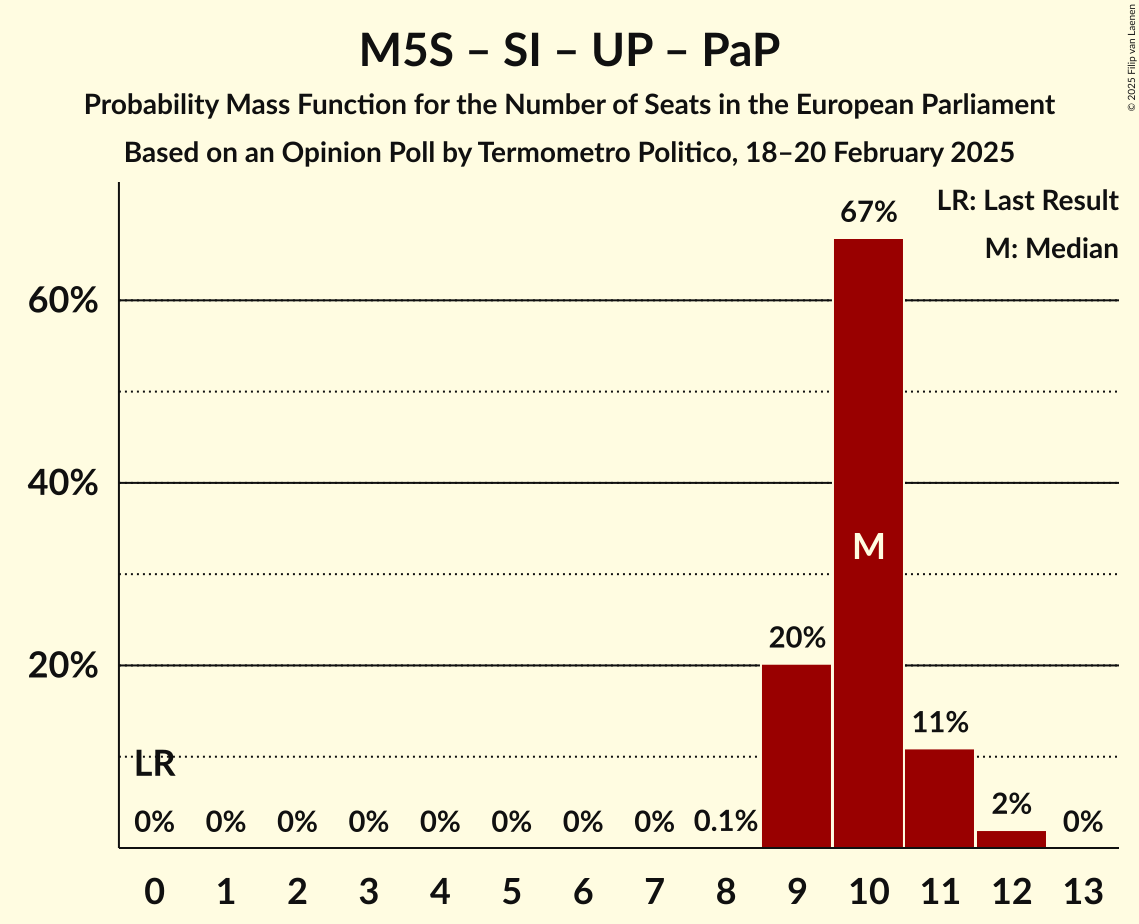 M5S – SI – UP – PaP
Probability Mass Function for the Number of Seats in the European Parliament
Based on an Opinion Poll by Termometro Politico, 18–20 February 2025
© 2025 Filip van Laenen
LR: Last Result
M: Median
67%
60%
40%
M
20%
20%
11%
LR
0% 0% 0% 0% 0% 0% 0% 0% 0.1% 2% 0%
0 1 2 3 4 5 6 7 8 9 10 11 12 13